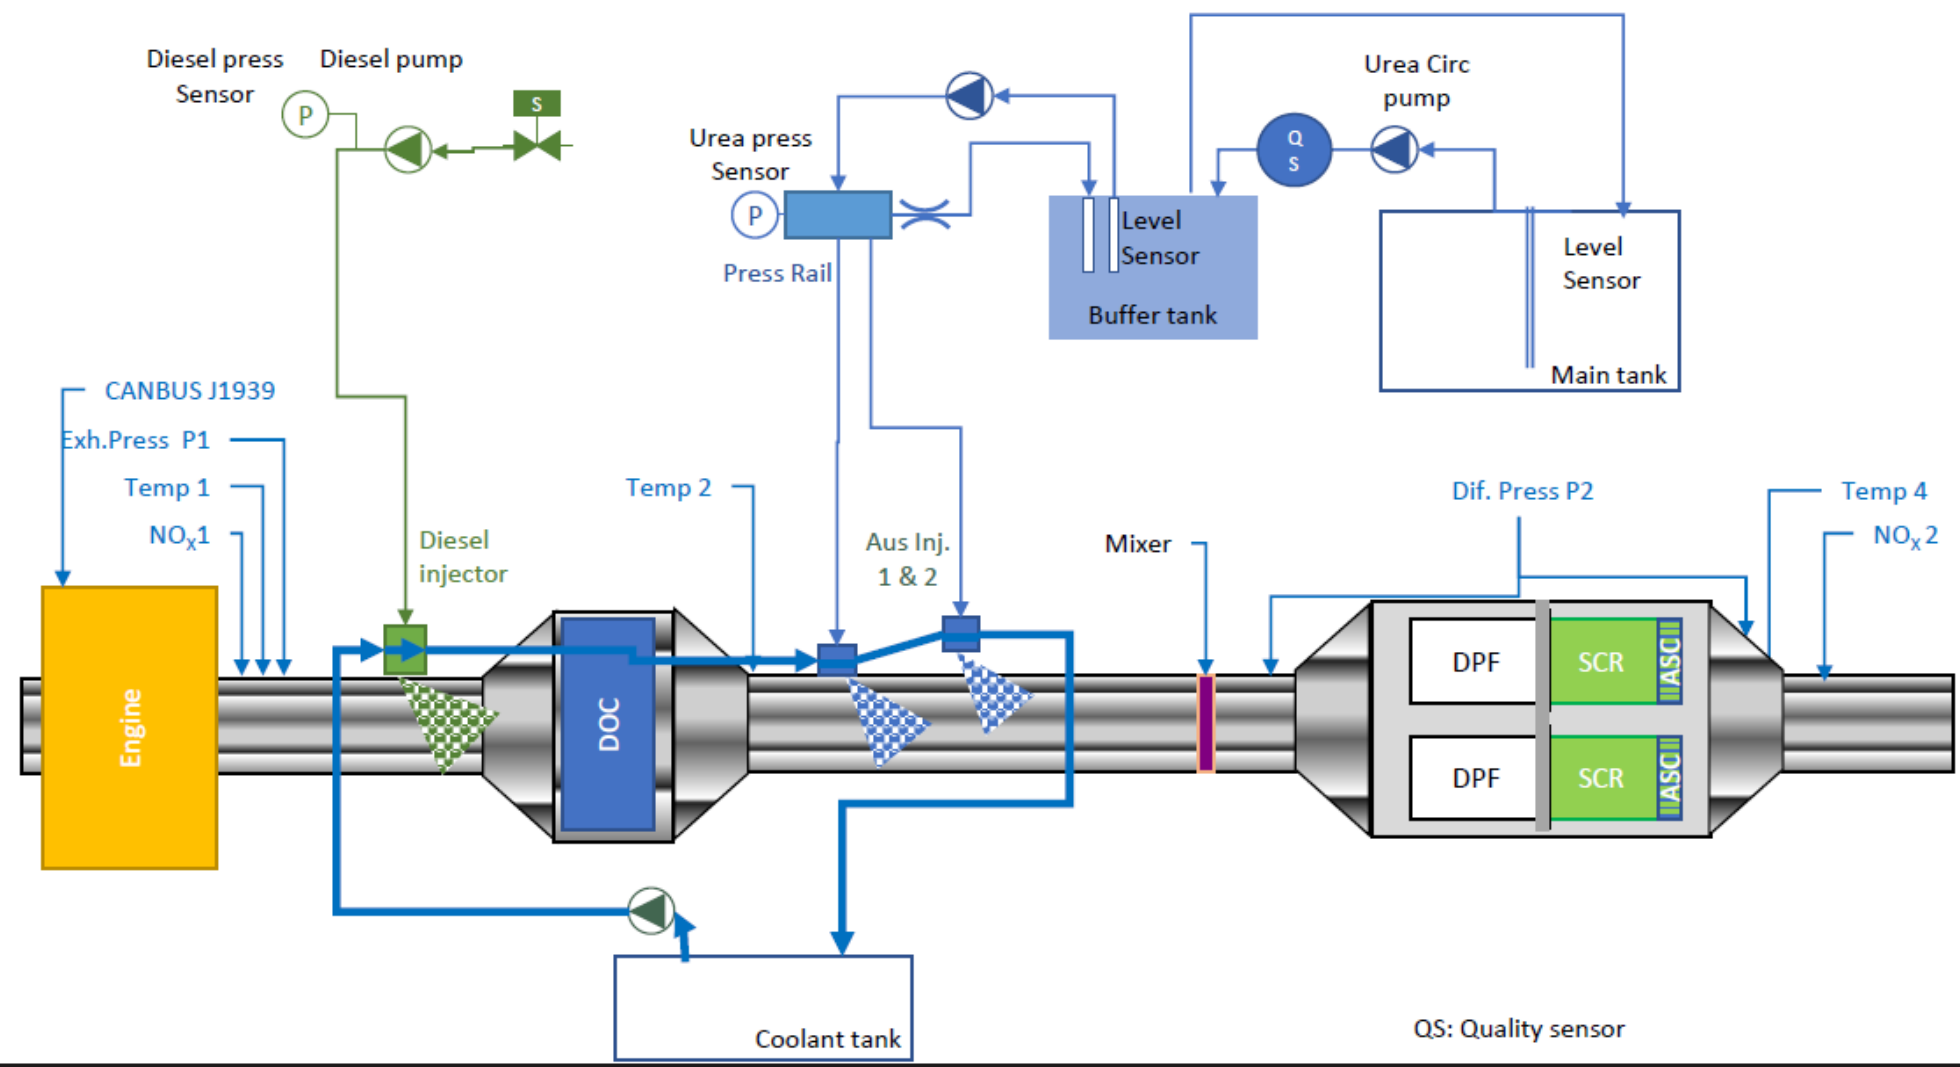 Diesel press
Sensor
Diesel pump
P
S
Urea press
Sensor
P
Press Rail
Level
Sensor
Buffer tank
Urea Circ
pump
Q
S
Level
Sensor
Main tank
CANBUS J1939
Exh.Press P1
Temp 1
NOX1
Diesel
injector
Temp 2
Aus Inj.
1 & 2
Mixer
Dif. Press P2
Temp 4
NOX 2
Engine
DOC
DPF
SCR
ASC
DPF
SCR
ASC
Coolant tank
QS: Quality sensor